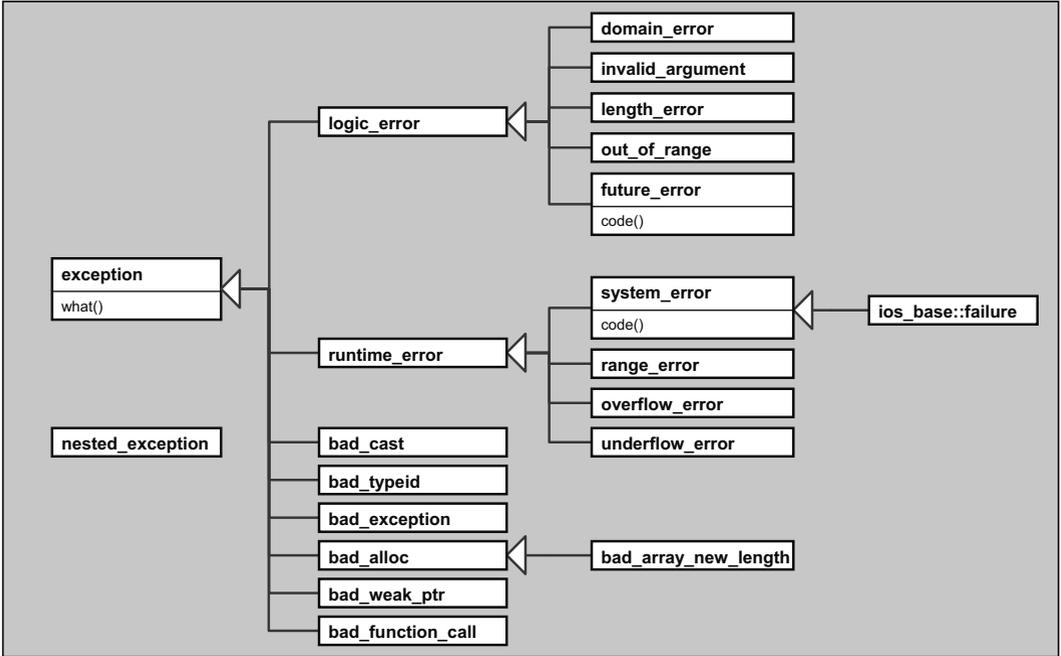 domain_error
invalid_argument
length_error
logic_error
out_of_range
future_error
code()
exception
what()
system_error
code()
ios_base::failure
runtime_error
range_error
overflow_error
underflow_error
nested_exception
bad_cast
bad_typeid
bad_exception
bad_alloc
bad_array_new_length
bad_weak_ptr
bad_function_call